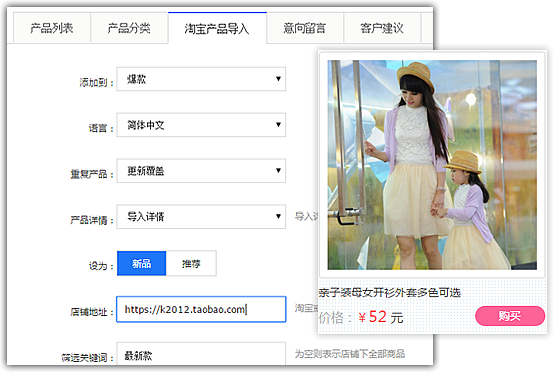 产品列表 产品分类 淘宝产品导入 意向留言 客户建议
添加到： 爆款
语言： 简体中文
重复产品： 更新覆盖
产品详情： 导入详情 导入详
设为： 新品 推荐
店铺地址： https://k2012.taobao.com 淘宝
筛选关键词： 最新款 为空则表示店铺下全部商品
亲子装母女开衫外套多色可选
价格：￥52 元 购买